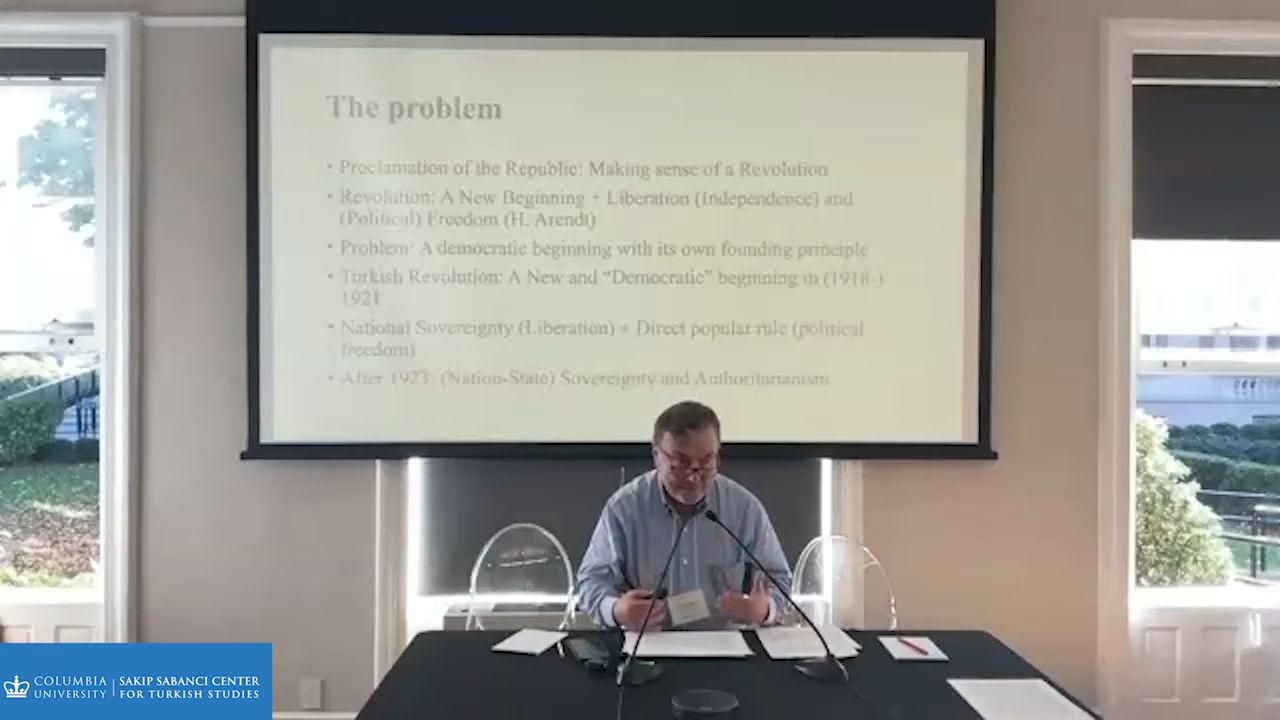 The problem
• Proclamation of the Republic: Making sense of a Revolution
• Revolution: A New Beginning + Liberation (Independence) and
(Political) Freedom (H. Arendt)
• Problem: A democratic beginning with its own founding principle
• Turkish Revolution: A New and “Democratic” beginning in (1918-)
1921
• National Sovereignty (Liberation) + Direct popular rule (political
freedom)
• After 1923: (Nation-State) Sovereignty and Authoritarianism
COLUMBIA
UNIVERSITY
SAKIP SABANCI CENTER
FOR TURKISH STUDIES